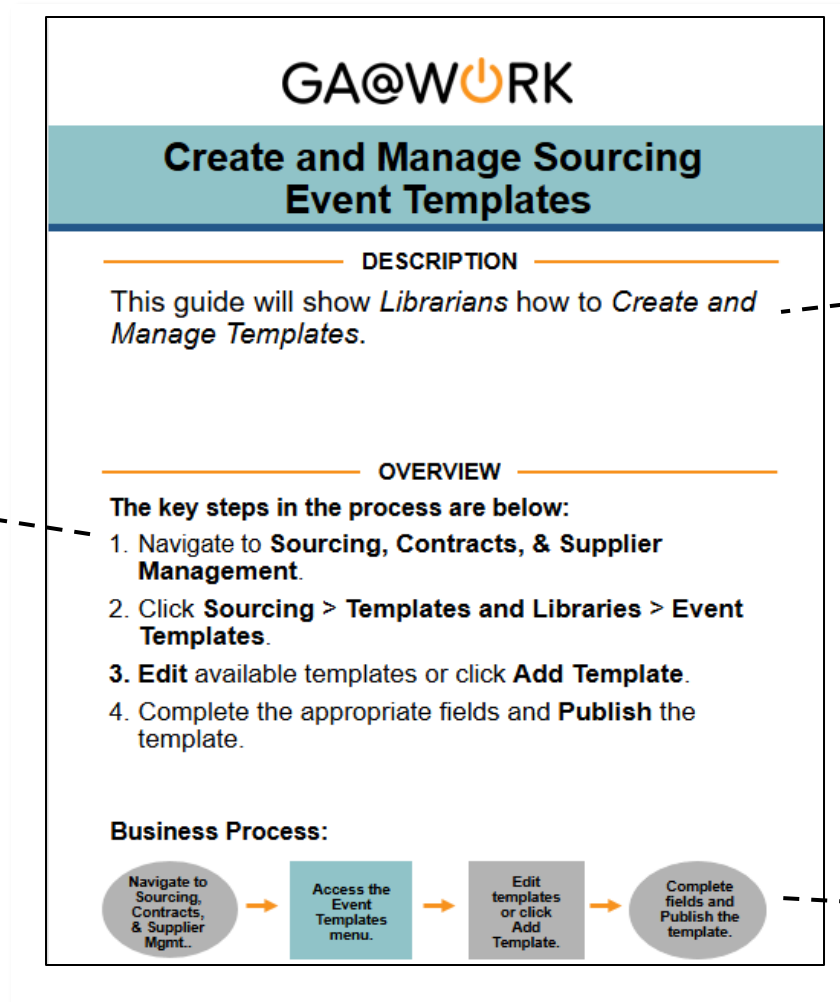 GA@WORK
Create and Manage Sourcing
Event Templates
DESCRIPTION
This guide will show Librarians how to Create and
Manage Templates.
OVERVIEW
The key steps in the process are below:
1. Navigate to Sourcing, Contracts, & Supplier
Management.
2. Click Sourcing > Templates and Libraries > Event
Templates.
3. Edit available templates or click Add Template.
4. Complete the appropriate fields and Publish the
template.
Business Process:
Navigate to
Sourcing,
Contracts,
& Supplier
Mgmt..
Access the
Event
Templates
menu.
Edit
templates
or click
Add
Template.
Complete
fields and
Publish the
template.